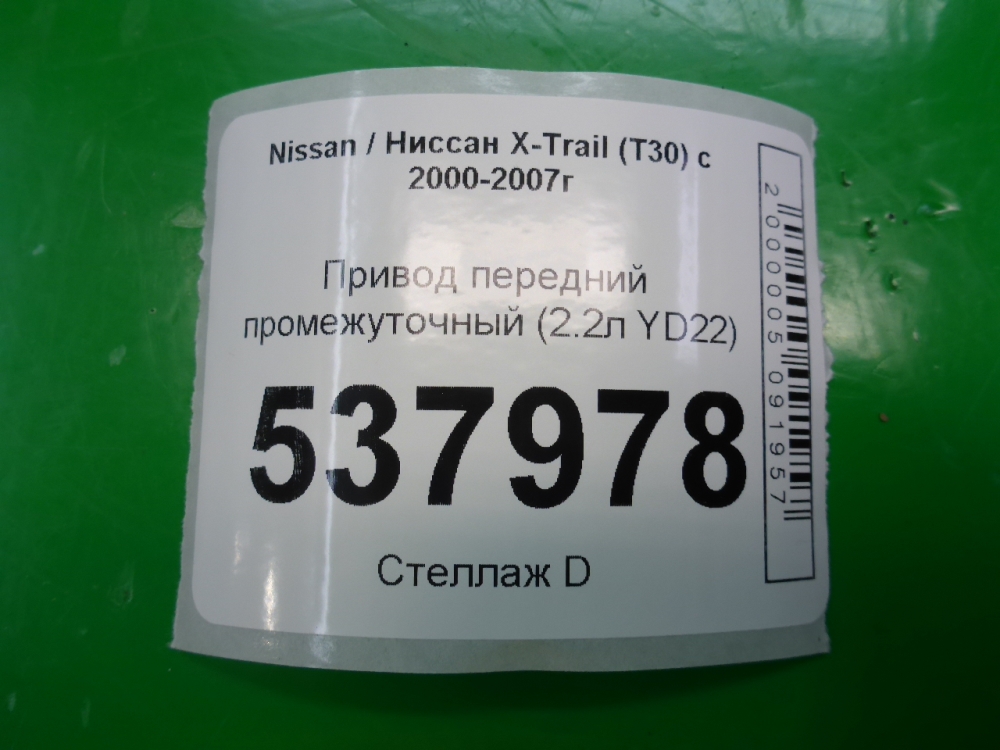 Nissan / Ниссан X-Trail (T30) с
2000-2007г
Привод передний
промежуточный (2.2л YD22)
537978
Стеллаж D
2000005091957